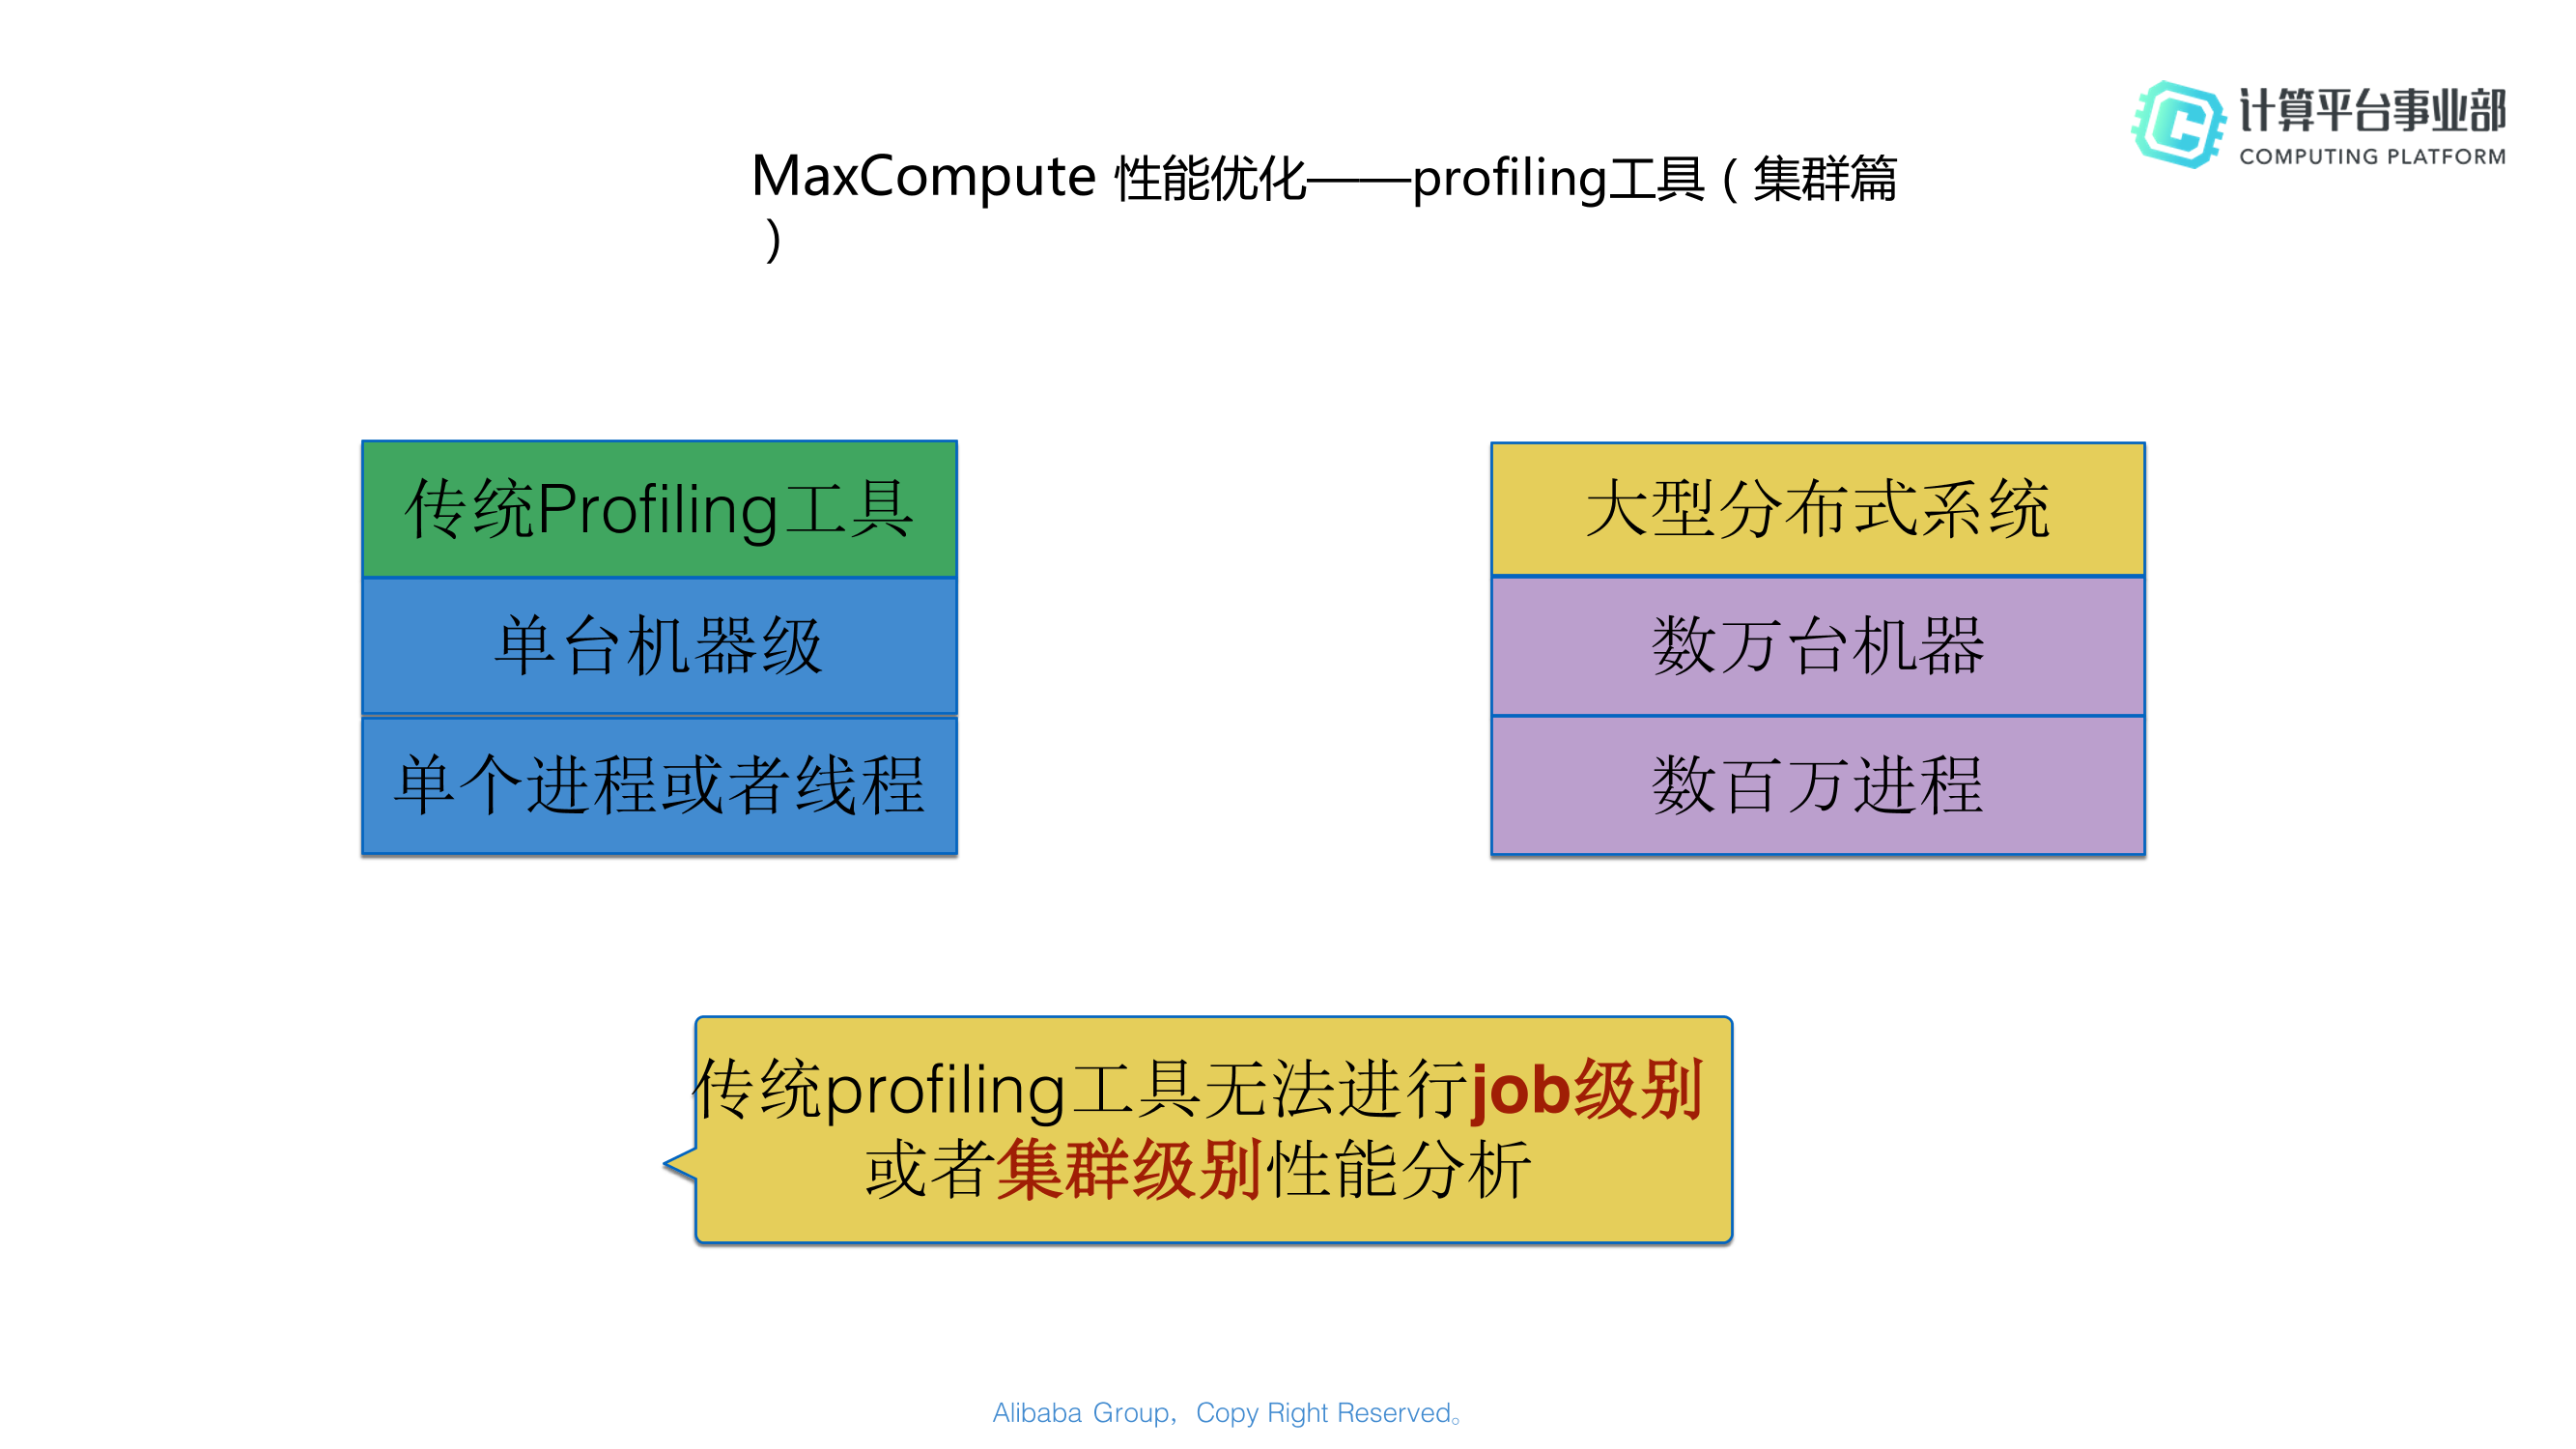 计算平台事业部
COMPUTING PLATFORM
MaxCompute 性能优化——profiling工具（集群篇
）
传统Profiling工具
单台机器级
单个进程或者线程
大型分布式系统
数万台机器
数百万进程
传统profiling工具无法进行job级别
或者集群级别性能分析
Alibaba Group，Copy Right Reserved。